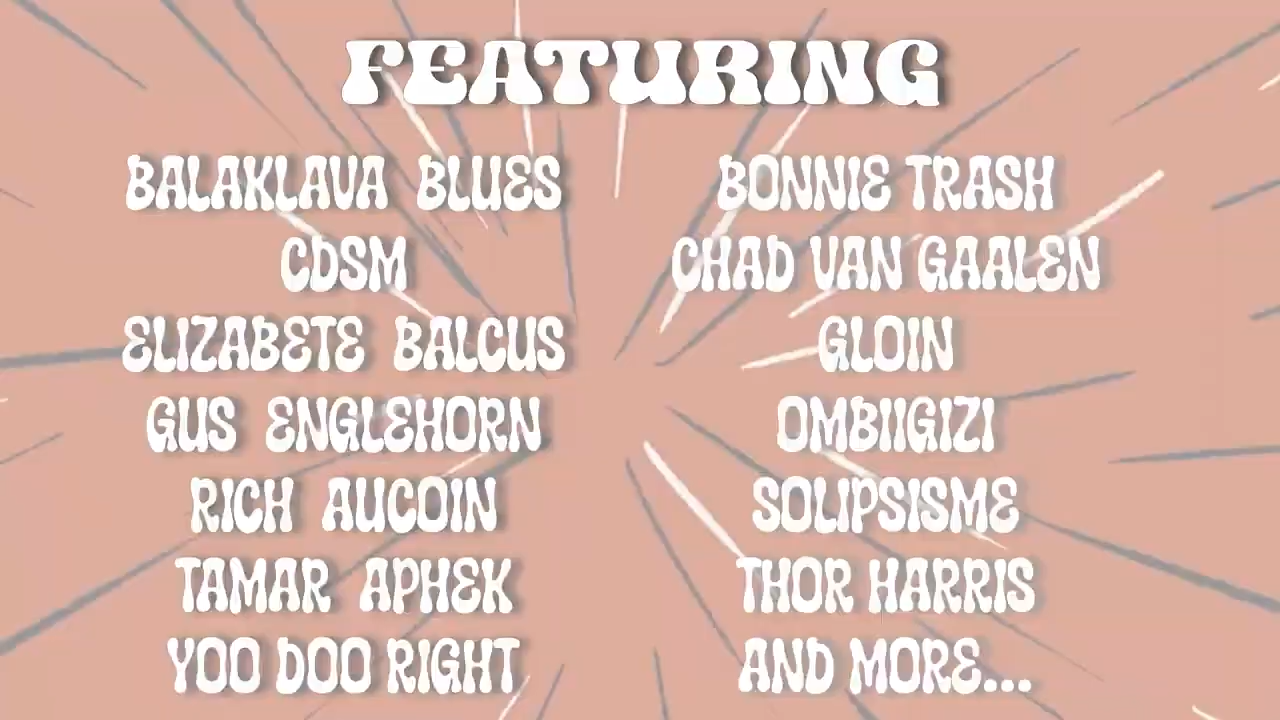 FEATURING
BALAKLAVA BLUES
CDSM
ELIZABETE BALCUS
GUS ENGLEHORN
RICH AUCOIN
TAMAR APHEK
YOO DOO RIGHT
BONNIE TRASH
CHAD VAN GAALEN
GLOIN
OMBIIGIZI
SOLIPSISME
THOR HARRIS
AND MORE...